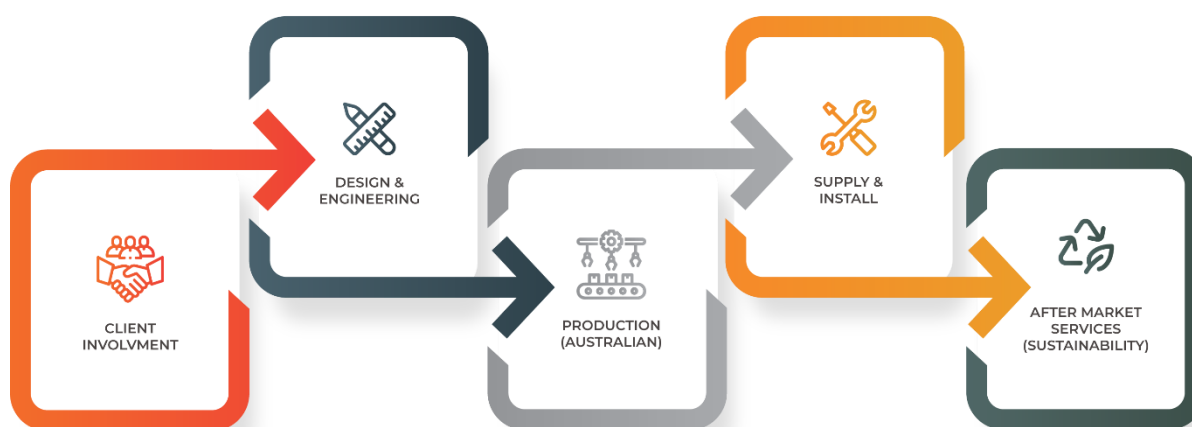 CLIENT
INVOLVMENT
DESIGN &
ENGINEERING
PRODUCTION
(AUSTRALIAN)
SUPPLY &
INSTALL
AFTER MARKET
SERVICES
(SUSTAINABILITY)